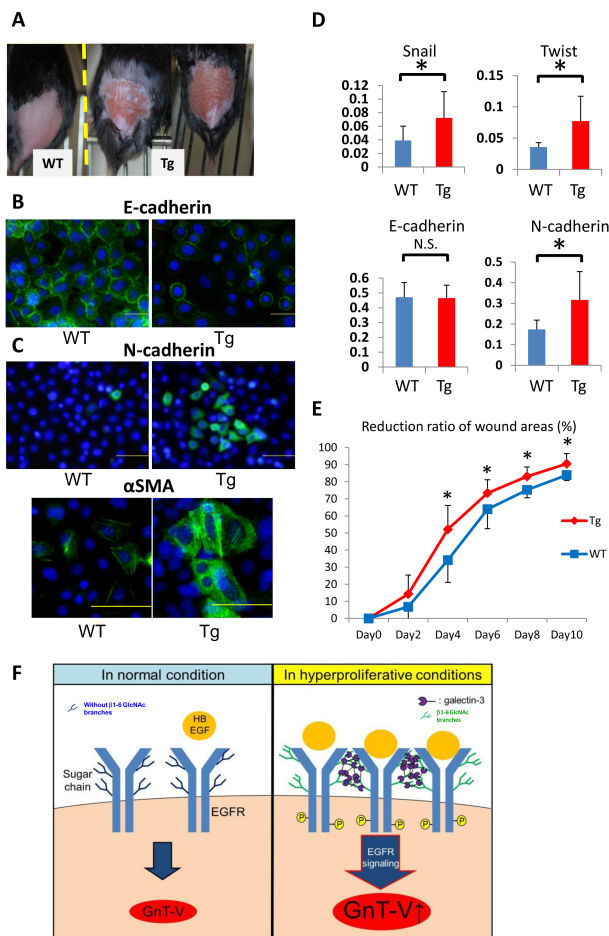 A
WT
Tg
B
E-cadherin
WT
Tg
C
N-cadherin
WT
Tg
αSMA
WT
Tg
D
Snail
*
0.12
0.1
0.08
0.06
0.04
0.02
0
WT
Tg
Twist
*
0.15
0.1
0.05
0
WT
Tg
E-cadherin
N.S.
0.6
0.5
0.4
0.3
0.2
0.1
0
WT
Tg
N-cadherin
*
0.5
0.4
0.3
0.2
0.1
0
WT
Tg
E
Reduction ratio of wound areas (%)
100
90
80
70
60
50
40
30
20
10
0
* * * *
Day0 Day2 Day4 Day6 Day8 Day10
Tg
WT
F
In normal condition
Without β1-6 GlcNAc
branches
HB
EGF
Sugar
chain
EGFR
GnT-V
In hyperproliferative conditions
: galectin-3
β1-6 GlcNAc
branches
P P P P P P
EGFR
signaling
GnT-V↑